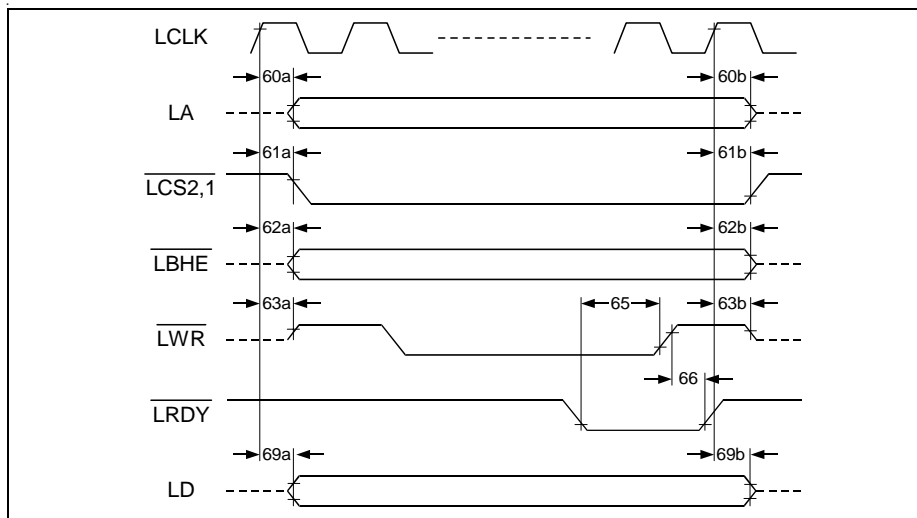 LCLK
60a 60b
LA
61a 61b
LCS2,1
62a 62b
LBHE
63a 65 63b
LWR
66
LRDY
69a 69b
LD